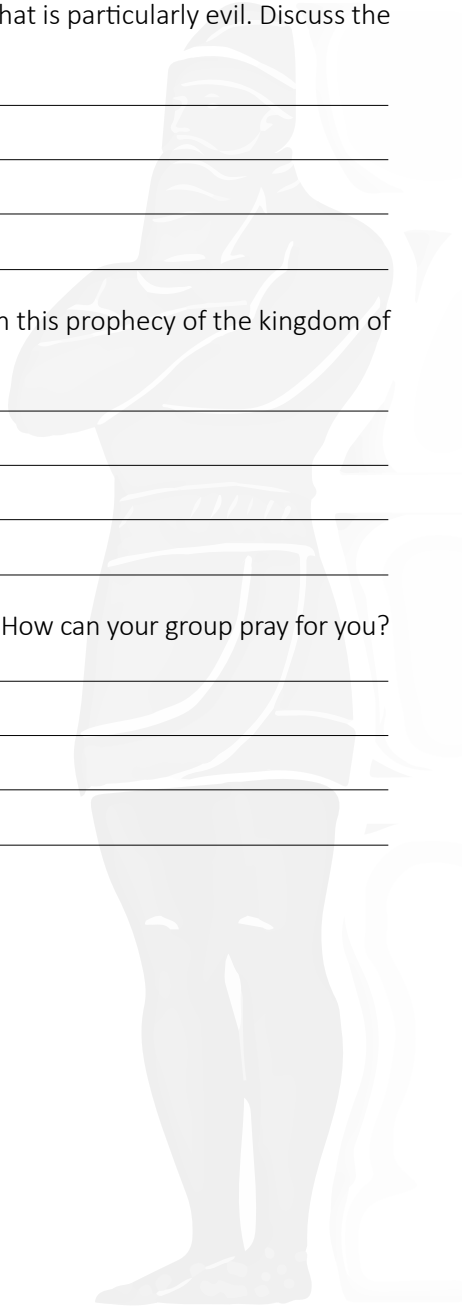 hat is particularly evil. Discuss the
this prophecy of the kingdom of
How can your group pray for you?